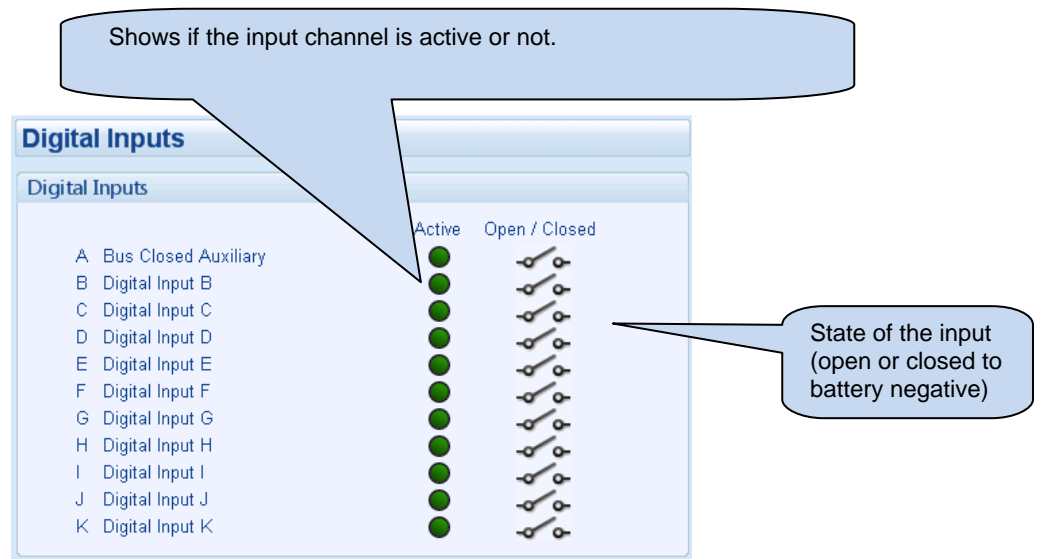 Shows if the input channel is active or not.
Digital Inputs
Digital Inputs
Active Open / Closed
A Bus Closed Auxiliary
B Digital Input B
C Digital Input C
D Digital Input D
E Digital Input E
F Digital Input F
G Digital Input G
H Digital Input H
I Digital Input I
J Digital Input J
K Digital Input K
State of the input
(open or closed to
battery negative)